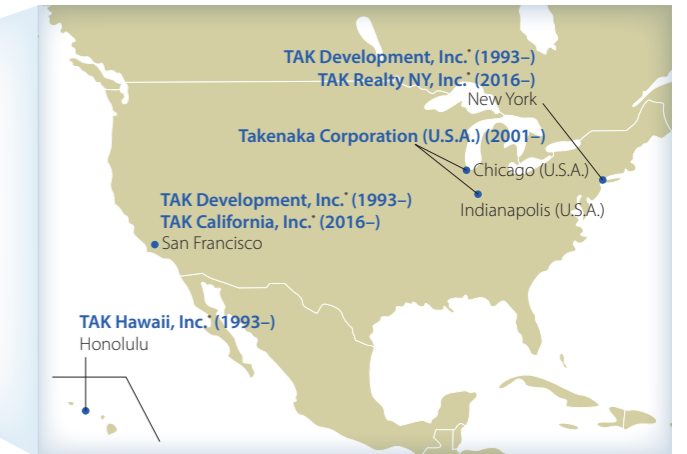 TAK Development, Inc.* (1993–)
TAK Realty NY, Inc.* (2016–)
New York
Takenaka Corporation (U.S.A.) (2001–)
Chicago (U.S.A.)
Indianapolis (U.S.A.)
TAK Development, Inc.* (1993–)
TAK California, Inc.* (2016–)
San Francisco
TAK Hawaii, Inc.* (1993–)
Honolulu